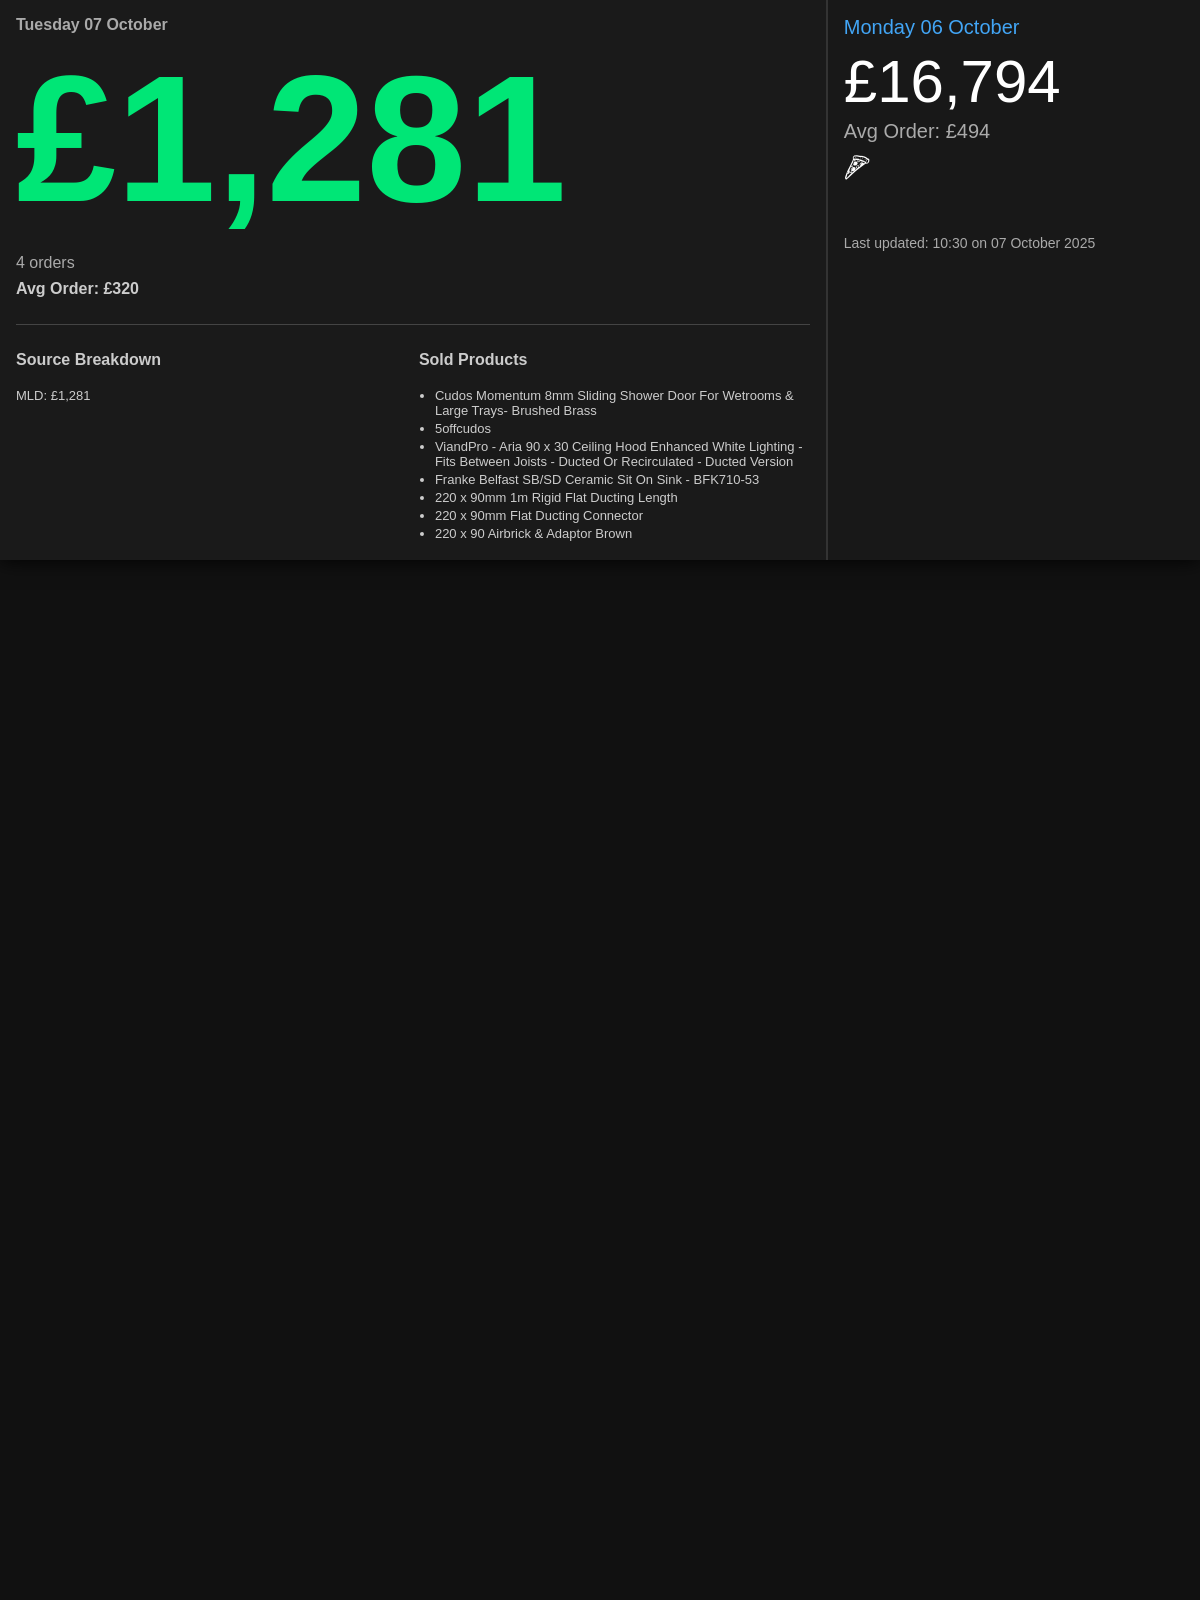 Tuesday 07 October
£1,281
4 orders
Avg Order: £320
Source Breakdown
MLD: £1,281
Sold Products
Cudos Momentum 8mm Sliding Shower Door For Wetrooms &
Large Trays- Brushed Brass
5offcudos
ViandPro - Aria 90 x 30 Ceiling Hood Enhanced White Lighting -
Fits Between Joists - Ducted Or Recirculated - Ducted Version
Franke Belfast SB/SD Ceramic Sit On Sink - BFK710-53
220 x 90mm 1m Rigid Flat Ducting Length
220 x 90mm Flat Ducting Connector
220 x 90 Airbrick & Adaptor Brown
Monday 06 October
£16,794
Avg Order: £494
Last updated: 10:30 on 07 October 2025